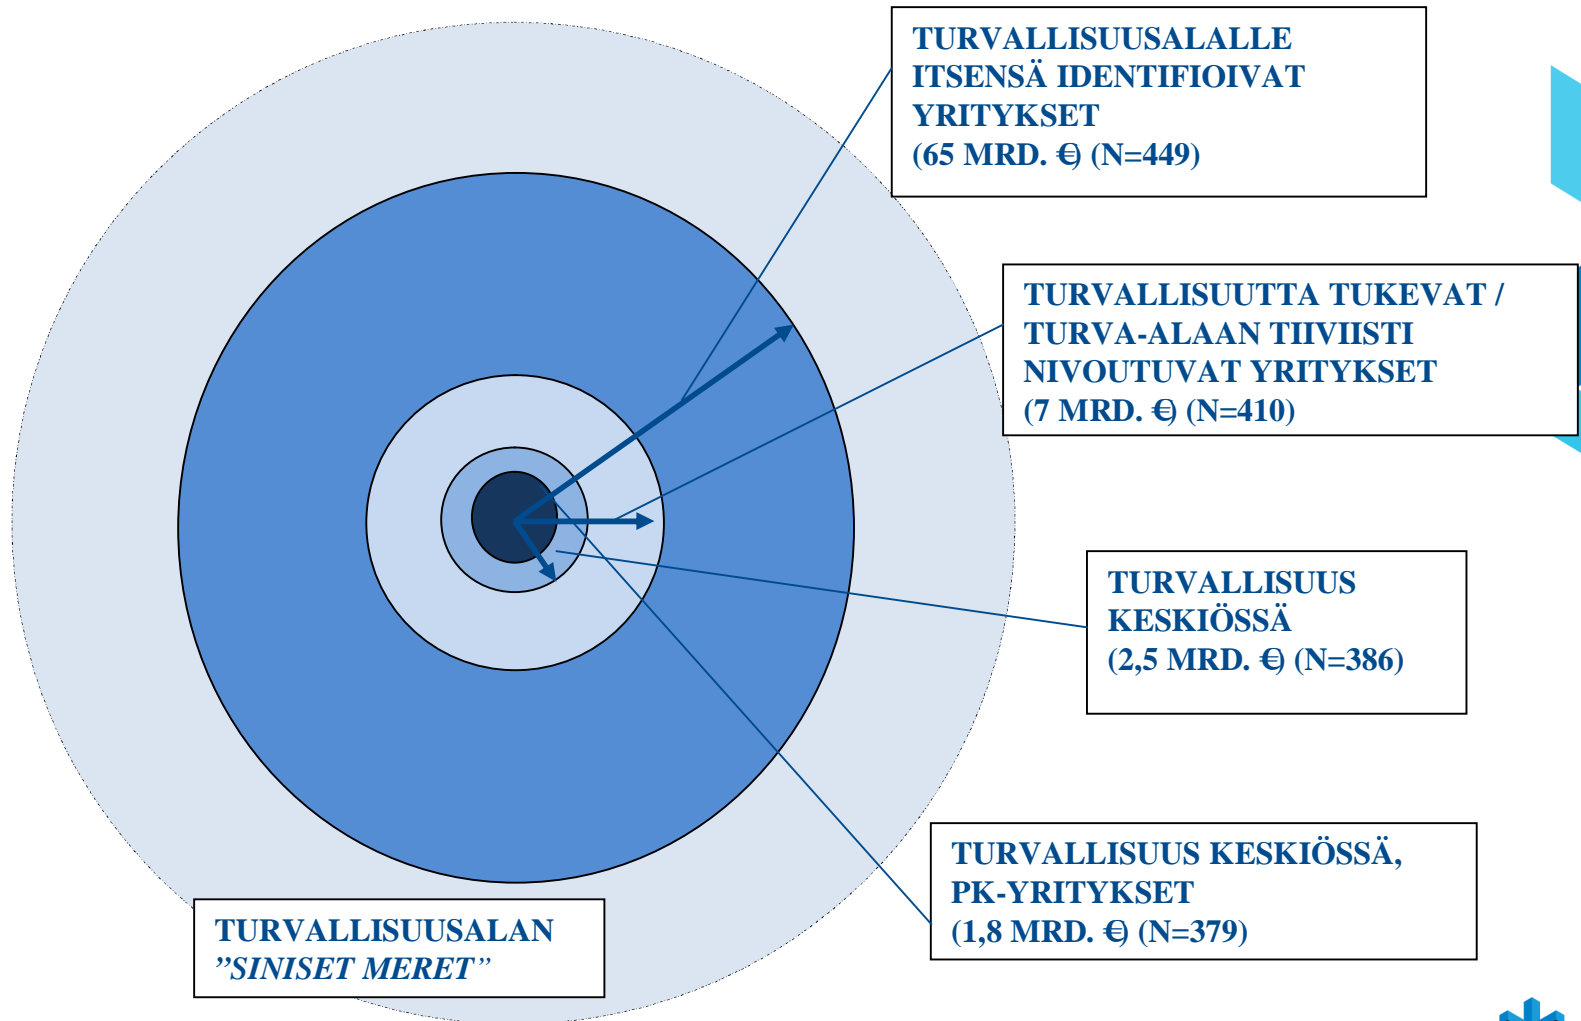 TURVALLISUUSALALLE
ITSENSÄ IDENTIFIOIVAT
YRITYKSET
(65 MRD. €) (N=449)
TURVALLISUUTTA TUKEVAT /
TURVA-ALAAN TIIVIISTI
NIVOUTUVAT YRITYKSET
(7 MRD. €) (N=410)
TURVALLISUUS
KESKIÖSSÄ
(2,5 MRD. €) (N=386)
TURVALLISUUS KESKIÖSSÄ,
PK-YRITYKSET
(1,8 MRD. €) (N=379)
TURVALLISUUSALAN
”SINISET MERET”